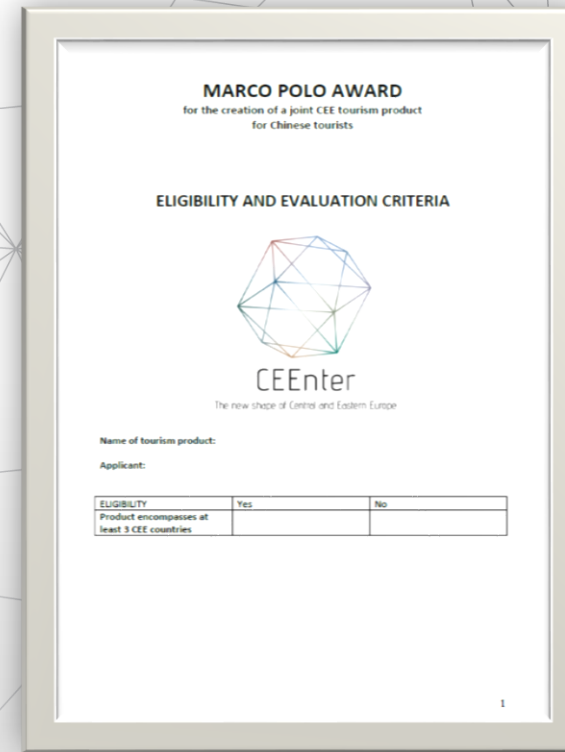 MARCO POLO AWARD
for the creation of a joint CEE tourism product
for Chinese tourists
ELIGIBILITY AND EVALUATION CRITERIA
CEEnter
The new shape of Central and Eastern Europe
Name of tourism product:
Applicant:
ELIGIBILITY Yes No
Product encompasses at
least 3 CEE countries
1